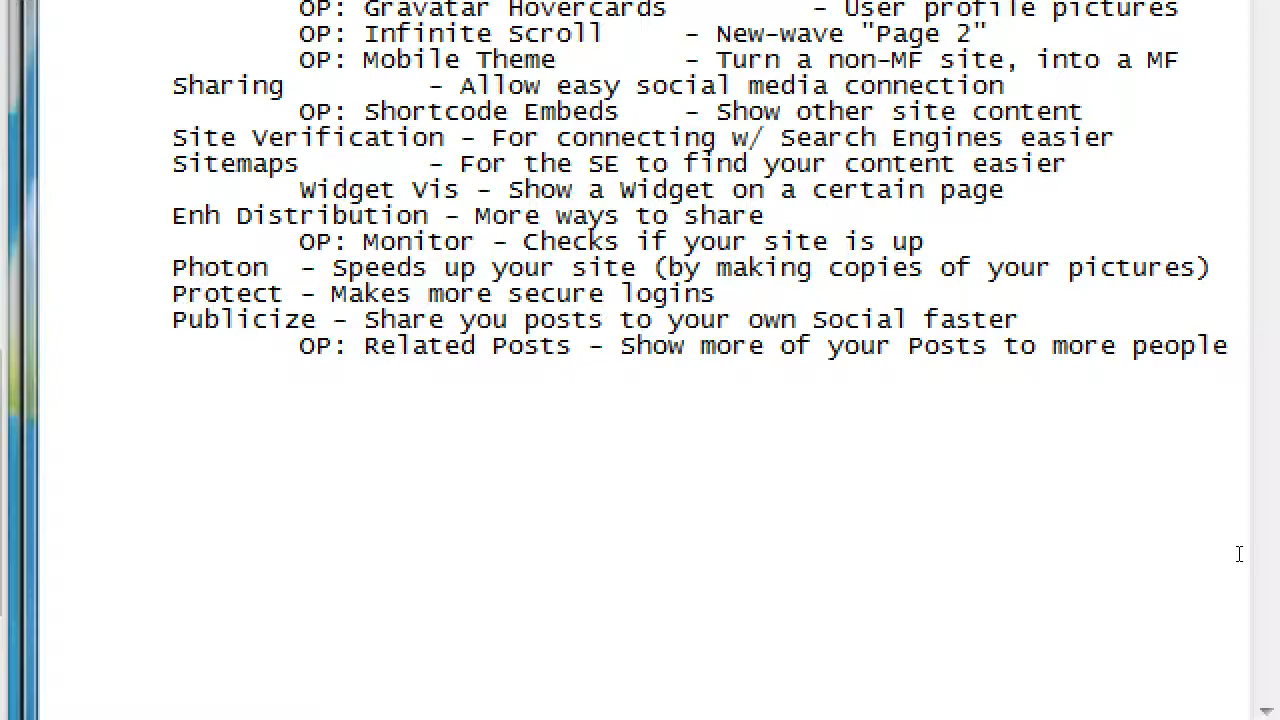 OP: Gravatar Hovercards - User profile pictures
OP: Infinite Scroll - New-wave "Page 2"
OP: Mobile Theme - Turn a non-MF site, into a MF
Sharing - Allow easy social media connection
OP: Shortcode Embeds - Show other site content
Site Verification - For connecting w/ Search Engines easier
Sitemaps - For the SE to find your content easier
Widget Vis - Show a Widget on a certain page
Enh Distribution - More ways to share
OP: Monitor - Checks if your site is up
Photon - Speeds up your site (by making copies of your pictures)
Protect - Makes more secure logins
Publicize - Share you posts to your own Social faster
OP: Related Posts - Show more of your Posts to more people